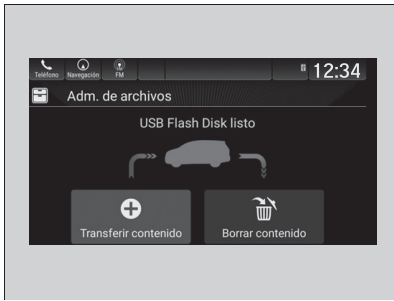 Teléfono
Navegación
FM
12:34
Adm. de archivos
USB Flash Disk listo
Transferir contenido
Borrar contenido